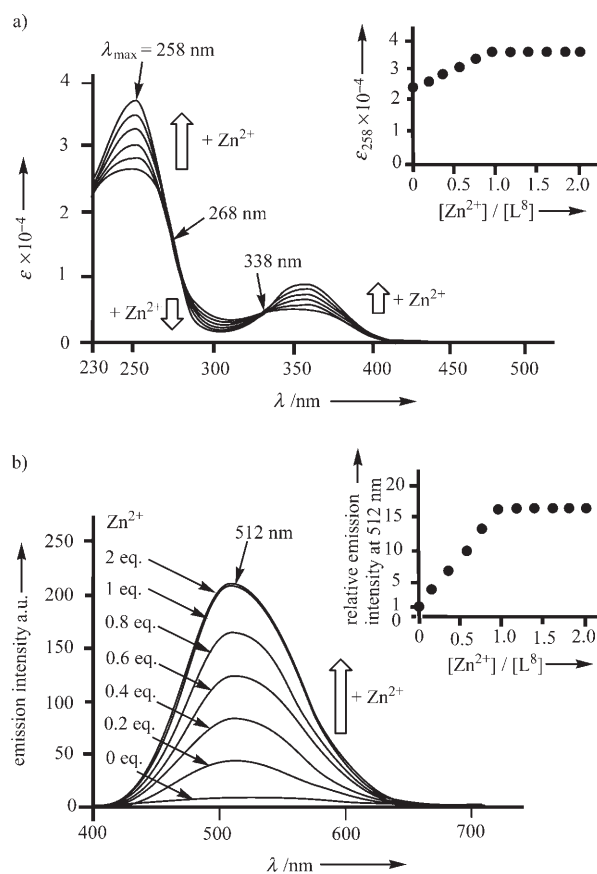 a)
λmax = 258 nm
4
3
2
1
0
ε ×10⁻⁴
+ Zn²⁺
268 nm
338 nm
+ Zn²⁺
+ Zn²⁺
230 250 300 350 400 450 500
λ /nm
ε₂₅₈ ×10⁻⁴
4
3
2
0
0 0.5 1.0 1.5 2.0
[Zn²⁺] / [L⁸]
b)
Zn²⁺
2 eq.
1 eq.
0.8 eq.
0.6 eq.
0.4 eq.
0.2 eq.
0 eq.
512 nm
+ Zn²⁺
emission intensity a.u.
250
200
150
100
50
0
400 500 600 700
λ /nm
relative emission
intensity at 512 nm
20
15
10
5
1
0
0 0.5 1.0 1.5 2.0
[Zn²⁺] / [L⁸]